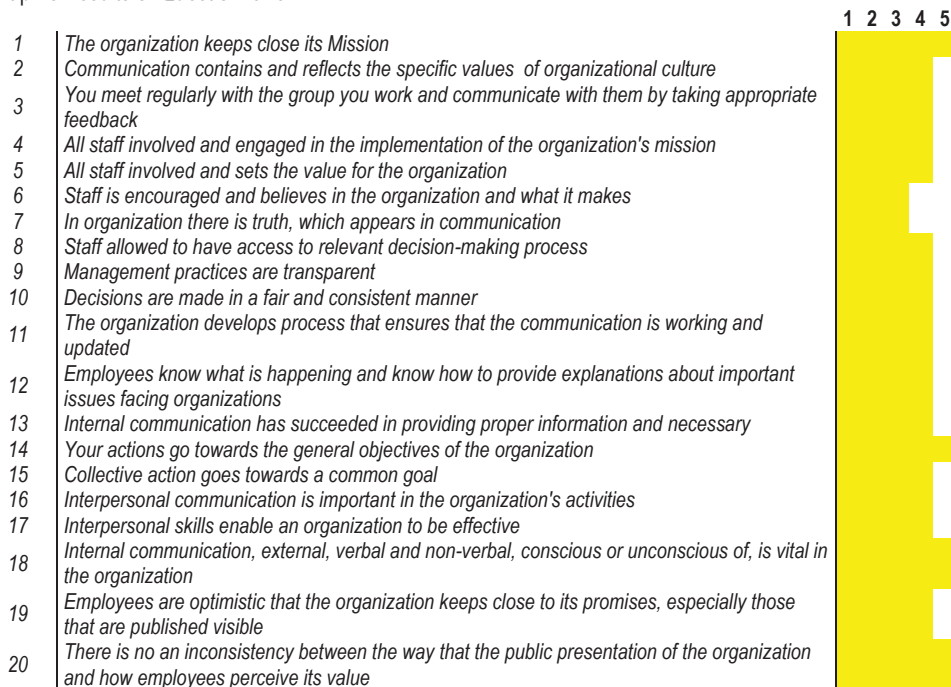 1 2 3 4 5
1 The organization keeps close its Mission
2 Communication contains and reflects the specific values of organizational culture
3 You meet regularly with the group you work and communicate with them by taking appropriate
feedback
4 All staff involved and engaged in the implementation of the organization's mission
5 All staff involved and sets the value for the organization
6 Staff is encouraged and believes in the organization and what it makes
7 In organization there is truth, which appears in communication
8 Staff allowed to have access to relevant decision-making process
9 Management practices are transparent
10 Decisions are made in a fair and consistent manner
11 The organization develops process that ensures that the communication is working and
updated
12 Employees know what is happening and know how to provide explanations about important
issues facing organizations
13 Internal communication has succeeded in providing proper information and necessary
14 Your actions go towards the general objectives of the organization
15 Collective action goes towards a common goal
16 Interpersonal communication is important in the organization's activities
17 Interpersonal skills enable an organization to be effective
18 Internal communication, external, verbal and non-verbal, conscious or unconscious of, is vital in
the organization
19 Employees are optimistic that the organization keeps close to its promises, especially those
that are published visible
20 There is no an inconsistency between the way that the public presentation of the organization
and how employees perceive its value